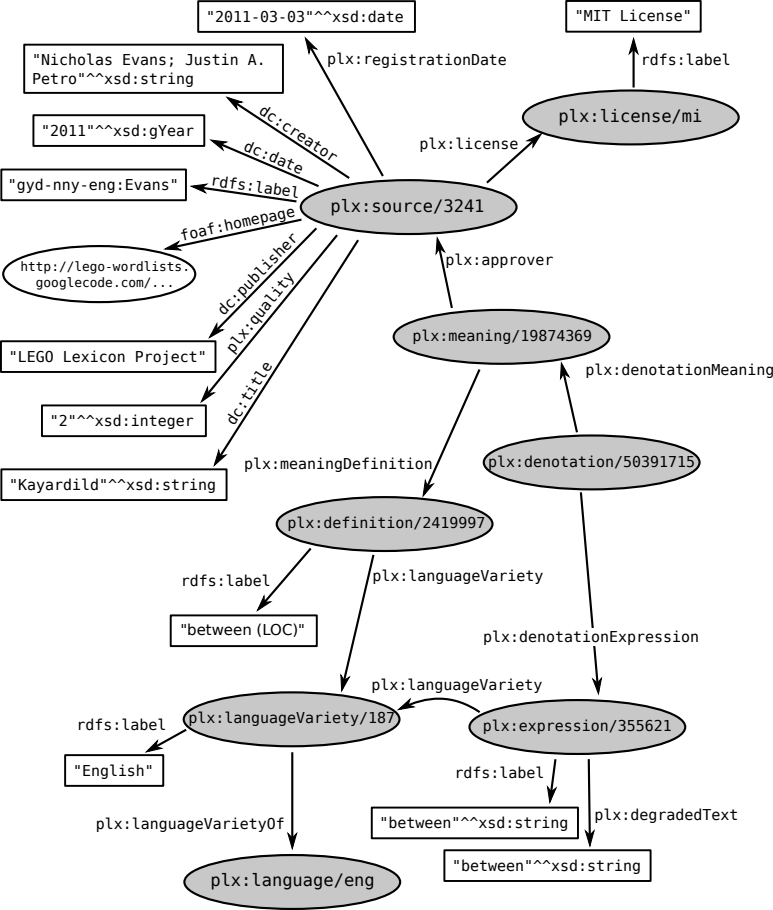 "2011-03-03"^^xsd:date
"MIT License"
plx:registrationDate
rdfs:label
"Nicholas Evans; Justin A.
Petro"^^xsd:string
dc:creator
plx:license/mi
"2011"^^xsd:gYear
dc:date
plx:license
"gyd-nny-eng:Evans"
rdfs:label
plx:source/3241
foaf:homepage
http://lego-wordlists.
googlecode.com/...
dc:publisher
plx:approver
plx:quality
"LEGO Lexicon Project"
plx:meaning/19874369
plx:denotationMeaning
dc:title
"2"^^xsd:integer
plx:meaningDefinition
plx:denotation/50391715
"Kayardild"^^xsd:string
plx:definition/2419997
rdfs:label
plx:languageVariety
"between (LOC)"
plx:denotationExpression
plx:languageVariety
plx:languageVariety/187
plx:expression/355621
rdfs:label
"English"
rdfs:label
plx:languageVarietyOf
"between"^^xsd:string
plx:degradedText
"between"^^xsd:string
plx:language/eng